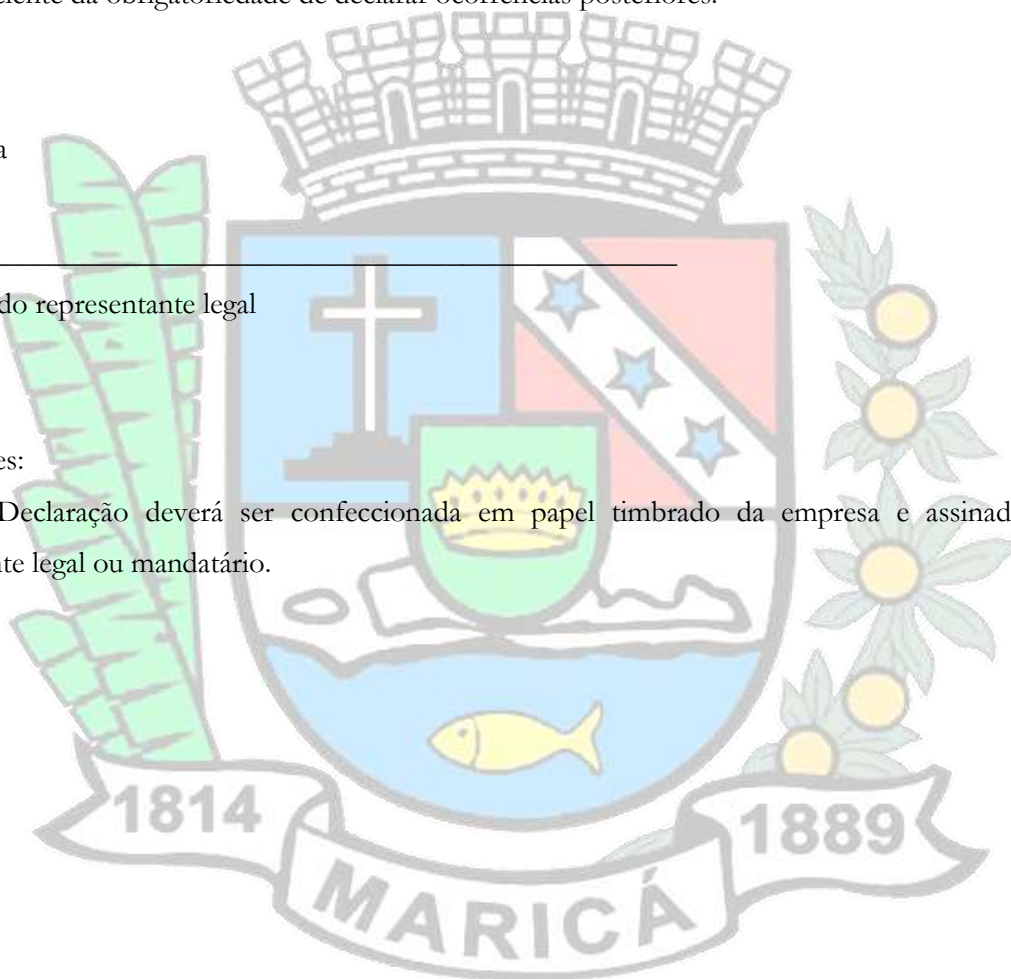 ciente da obrigatoriedade de declarar ocorrências posteriores.
a
do representante legal
es:
Declaração deverá ser confeccionada em papel timbrado da empresa e assinad
nte legal ou mandatário.
1814
1889
MARICÁ